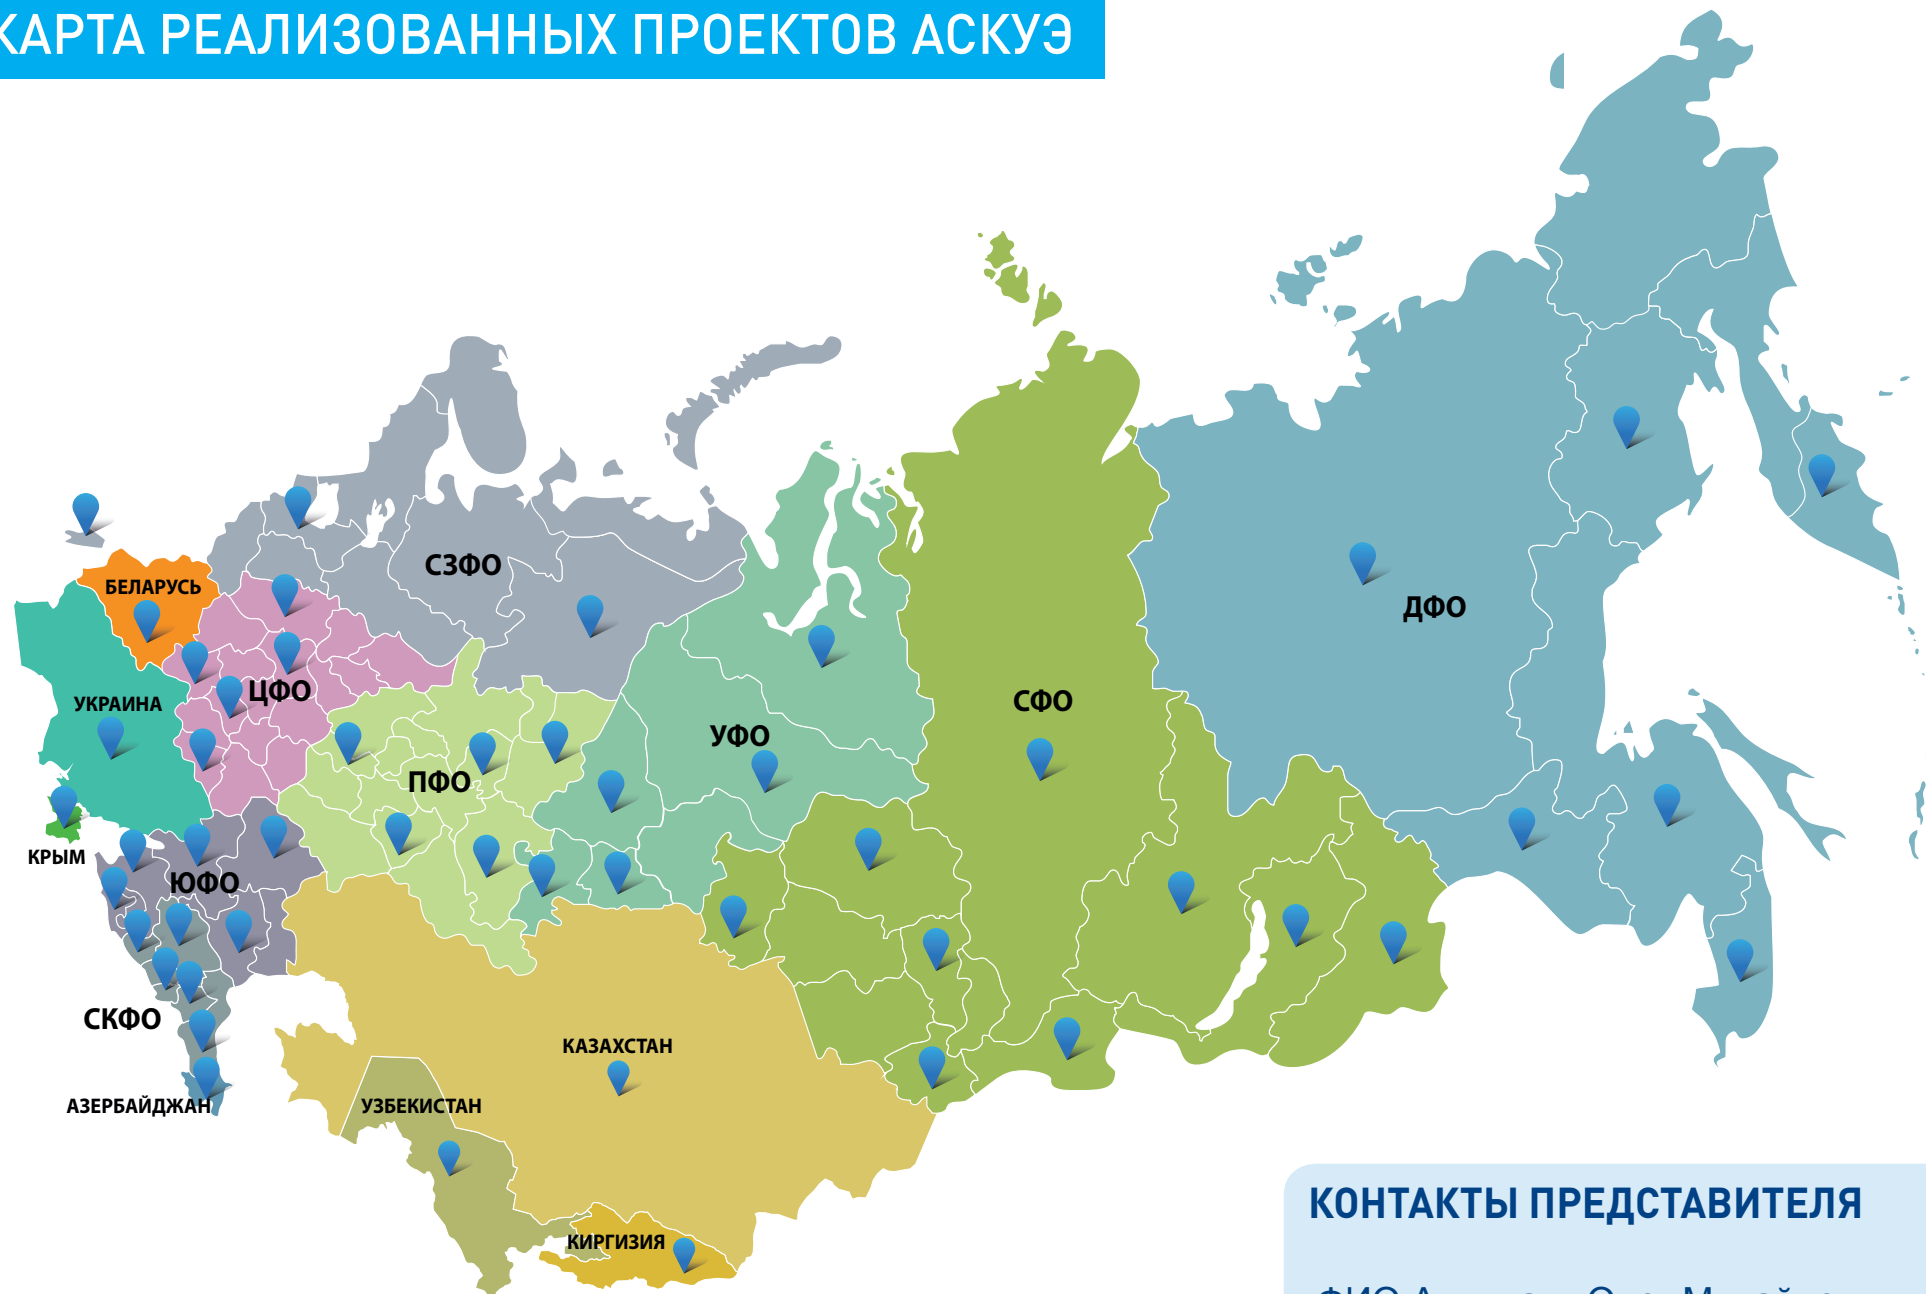 КАРТА РЕАЛИЗОВАННЫХ ПРОЕКТОВ АСКУЭ
СЗФО
БЕЛАРУСЬ
ДФО
ЦФО
УКРАИНА
СФО
УФО
ПФО
КРЫМ
ЮФО
СКФО
КАЗАХСТАН
АЗЕРБАЙДЖАН
УЗБЕКИСТАН
КИРГИЗИЯ
КОНТАКТЫ ПРЕДСТАВИТЕЛЯ
ФИО